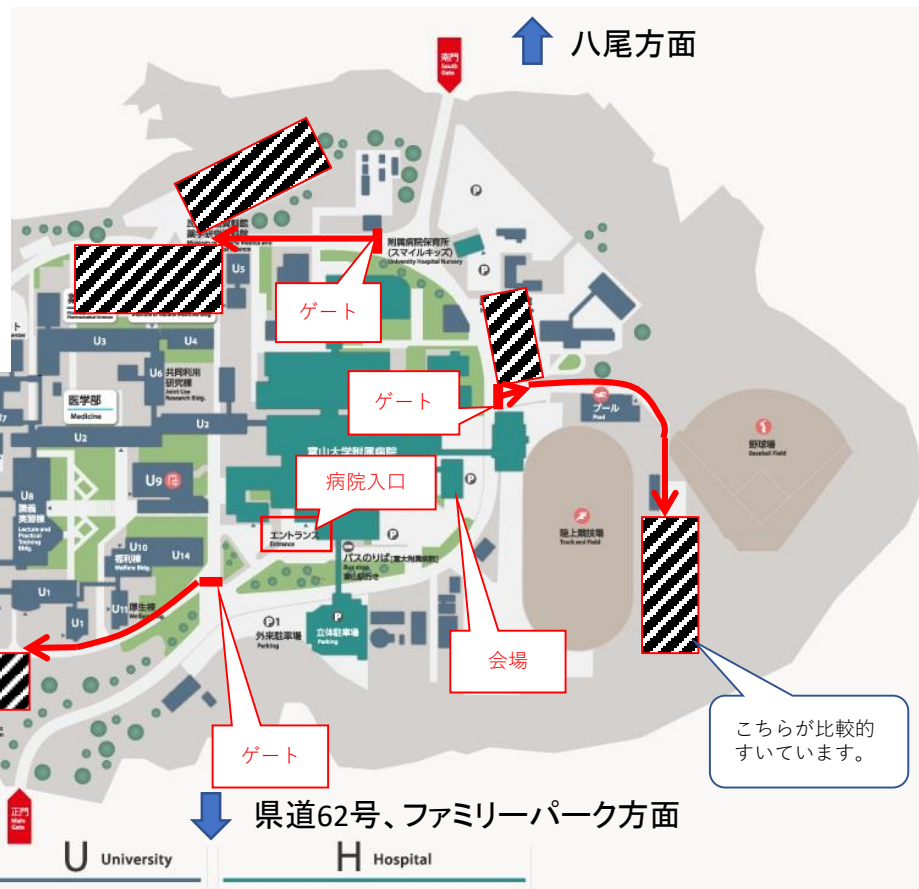 八尾方面
南門
South
Gate
附属病院保育所
(スマイルキッズ)
University Hospital Nursery
ゲート
U5
U3
U4
U6
共同利用
研究棟
Joint Use
Research Bldg.
医学部
Medicine
U7
U2
U2
富山大学附属病院
ゲート
プール
Pool
野球場
Baseball Field
病院入口
U9
U8
講義
実習棟
Lecture and
Practical
Training
Bldg.
エントランス
Entrance
バスのりば [富大附属病院]
Bus stop
陸上競技場
Track and Field
U10
福利棟
Welfare Bldg.
U14
U1
U1
U11
厚生棟
P1
外来駐車場
Parking
P
立体駐車場
Parking
会場
ゲート
こちらが比較的
すいています。
正門
Main
Gate
県道62号、ファミリーパーク方面
U University
H Hospital